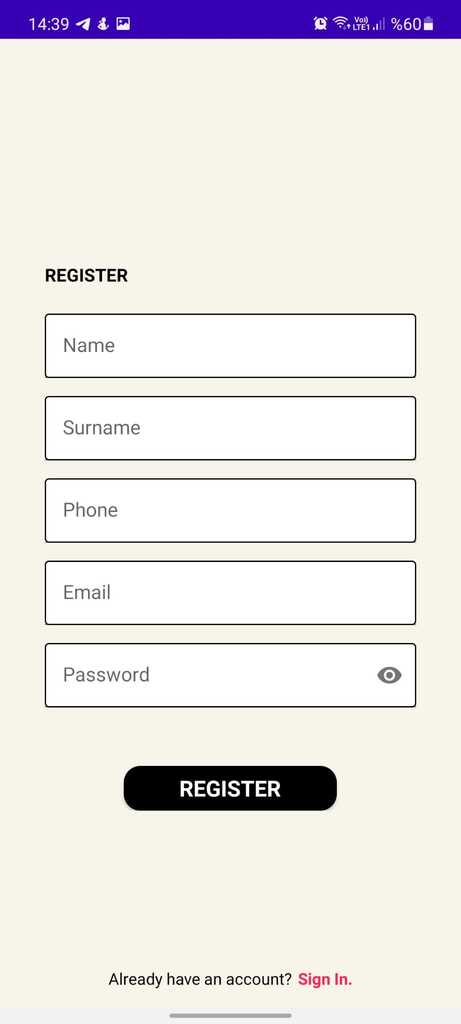 14:39 Vo)) LTE1 %60
REGISTER
Name
Surname
Phone
Email
Password
REGISTER
Already have an account? Sign In.